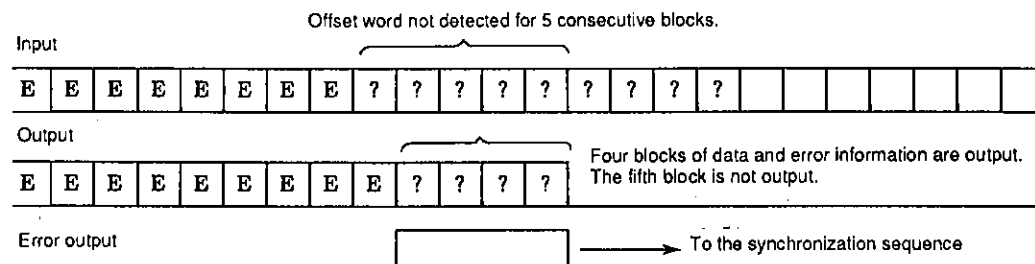 Offset word not detected for 5 consecutive blocks.
Input
E E E E E E E E ? ? ? ? ? ? ? ? ?
Output
E E E E E E E E E ? ? ? ?
Four blocks of data and error information are output.
The fifth block is not output.
Error output
To the synchronization sequence